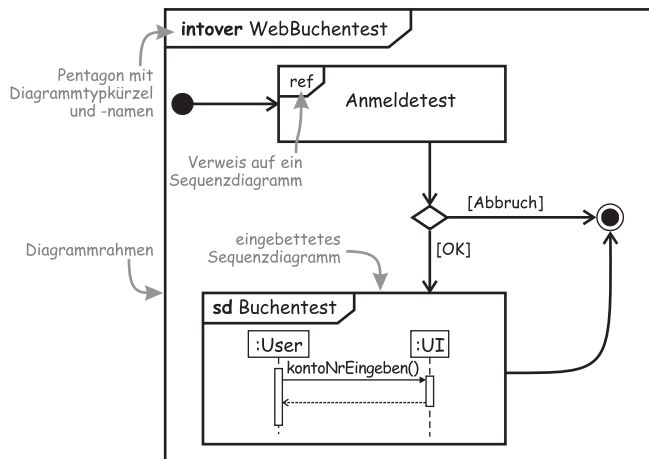 intover WebBuchentest
Pentagon mit
Diagrammtypkürzel
und -namen
ref
Anmeldetest
Verweis auf ein
Sequenzdiagramm
[Abbruch]
Diagrammrahmen
eingebettetes
Sequenzdiagramm
[OK]
sd Buchentest
:User
:UI
kontoNrEingeben()